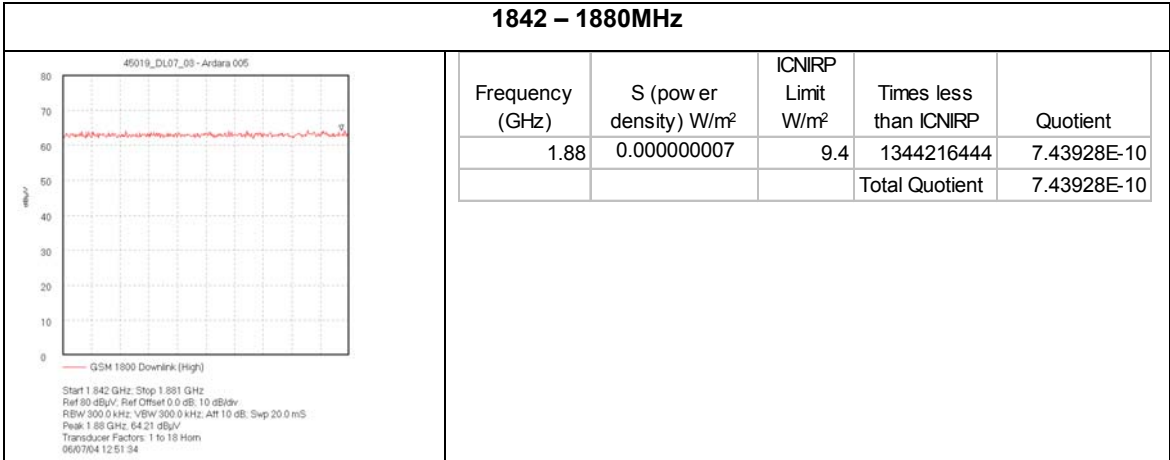 1842 – 1880MHz
45019_DL07_03 - Ardara 005
80
70
60
50
40
30
20
10
0
dBµV
GSM 1800 Downlink (High)
Start 1.842 GHz; Stop 1.881 GHz
Ref 80 dBµV; Ref Offset 0.0 dB; 10 dB/div
RBW 300.0 kHz; VBW 300.0 kHz; Att 10 dB; Swp 20.0 mS
Peak 1.88 GHz, 64.21 dBµV
Transducer Factors: 1 to 18 Horn
06/07/04 12:51:34
Frequency (GHz) S (power density) W/m² ICNIRP Limit W/m² Times less than ICNIRP Quotient
1.88 0.000000007 9.4 1344216444 7.43928E-10
Total Quotient 7.43928E-10